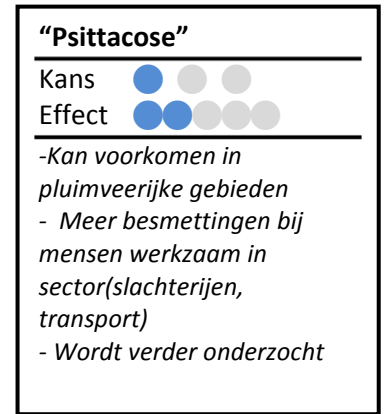 “Psittacose”
Kans
Effect
-Kan voorkomen in
pluimveerijke gebieden
- Meer besmettingen bij
mensen werkzaam in
sector(slachterijen,
transport)
- Wordt verder onderzocht